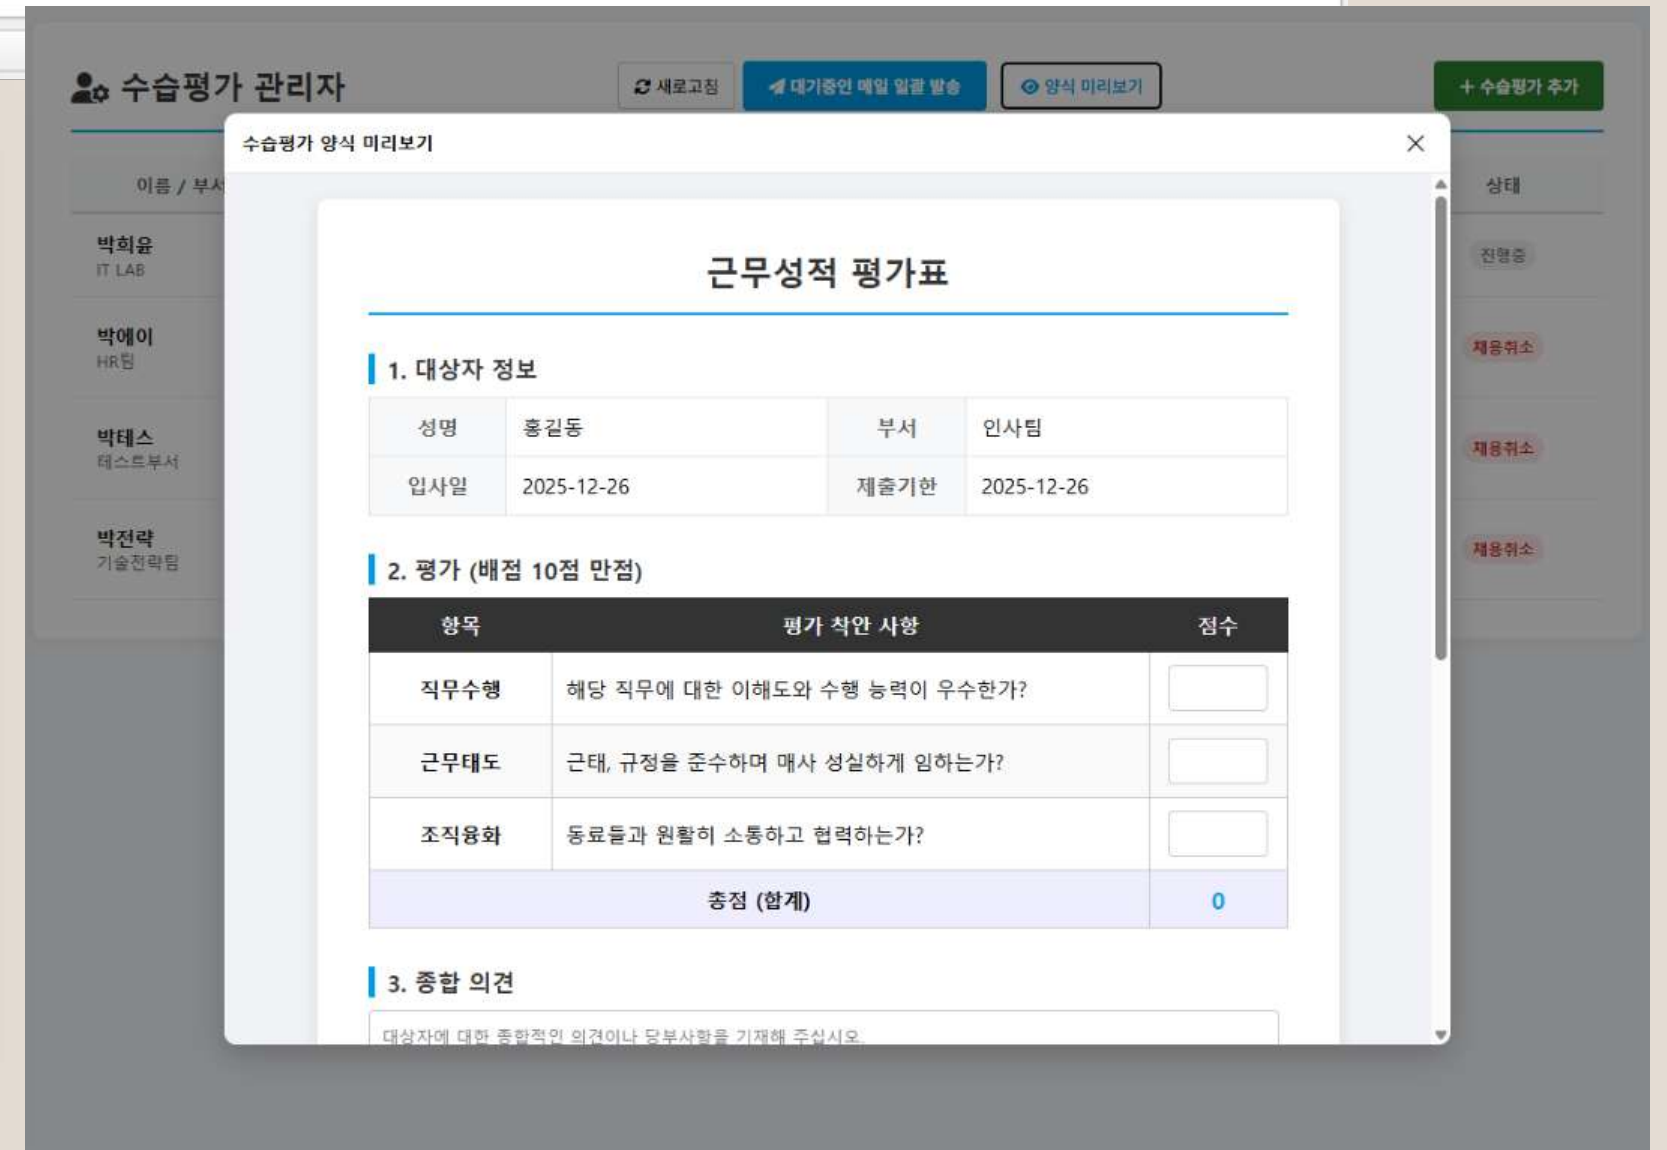 수습평가 관리자
새로고침
대기중인 메일 일괄 발송
양식 미리보기
+ 수습평가 추가
수습평가 양식 미리보기
이름 / 부서
상태
박희윤
IT LAB
진행중
박에이
HR팀
채용취소
박테스
테스트부서
채용취소
박전략
기술전략팀
채용취소
근무성적 평가표
1. 대상자 정보
성명 홍길동 부서 인사팀
입사일 2025-12-26 제출기한 2025-12-26
2. 평가 (배점 10점 만점)
항목 평가 착안 사항 점수
직무수행 해당 직무에 대한 이해도와 수행 능력이 우수한가?
근무태도 근태, 규정을 준수하며 매사 성실하게 임하는가?
조직융화 동료들과 원활히 소통하고 협력하는가?
총점 (합계) 0
3. 종합 의견
대상자에 대한 종합적인 의견이나 당부사항을 기재해 주십시오.